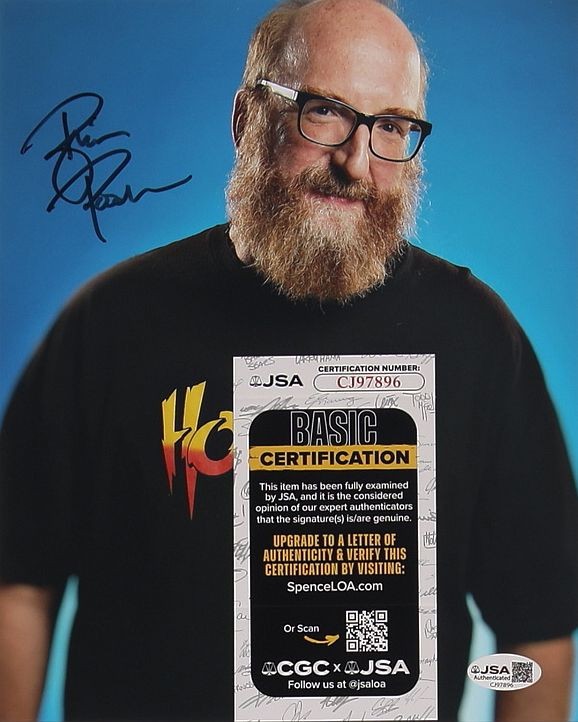 HO
JSA
CERTIFICATION NUMBER:
CJ97896
BASIC
CERTIFICATION
This item has been fully examined
by JSA, and it is the considered
opinion of our expert authenticators
that the signature(s) is/are genuine.
UPGRADE TO A LETTER OF
AUTHENTICITY & VERIFY THIS
CERTIFICATION BY VISITING:
SpenceLOA.com
Or Scan
CGC x JSA
Follow us at @jsaloa
JSA
Authenticated
CJ97896